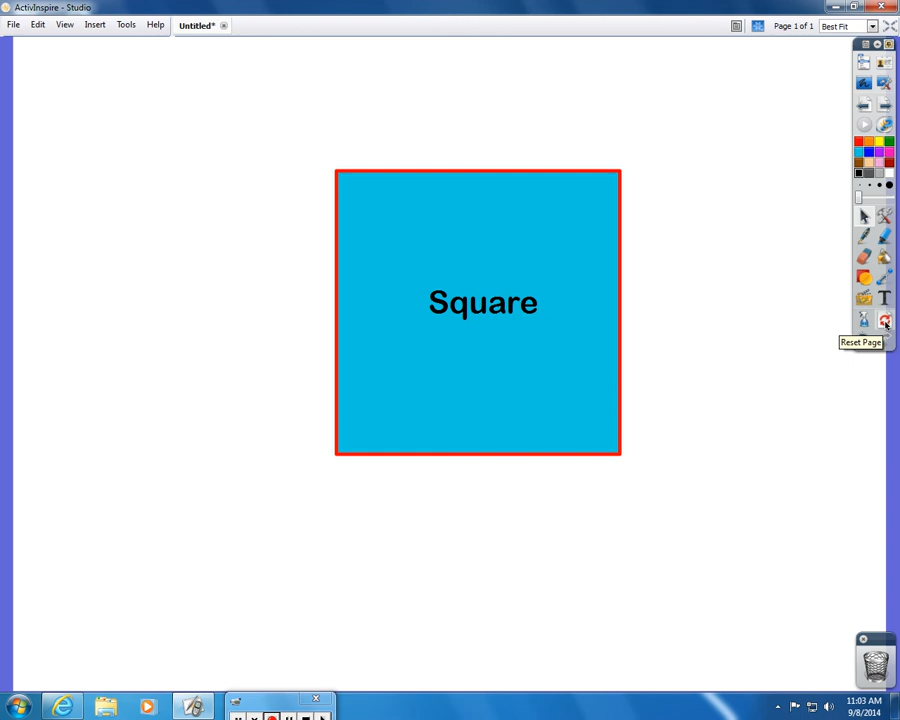 ActivInspire - Studio
File Edit View Insert Tools Help Untitled* Page 1 of 1 Best Fit
Square
T
Reset Page
11:03 AM
9/8/2014